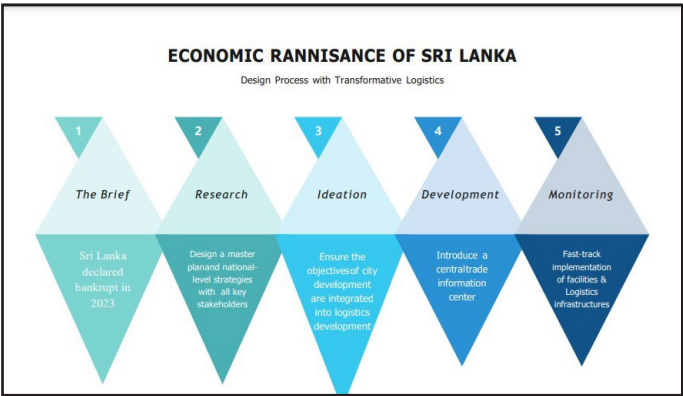 ECONOMIC RANNISANCE OF SRI LANKA
Design Process with Transformative Logistics
1
The Brief
Sri Lanka
declared
bankrupt in
2023
2
Research
Design a master
planand national-
level strategies
with all key
stakeholders
3
Ideation
Ensure the
objectivesof city
development
are integrated
into logistics
development
4
Development
Introduce a
centraltrade
information
center
5
Monitoring
Fast-track
implementation
of facilities &
Logistics
infrastructures